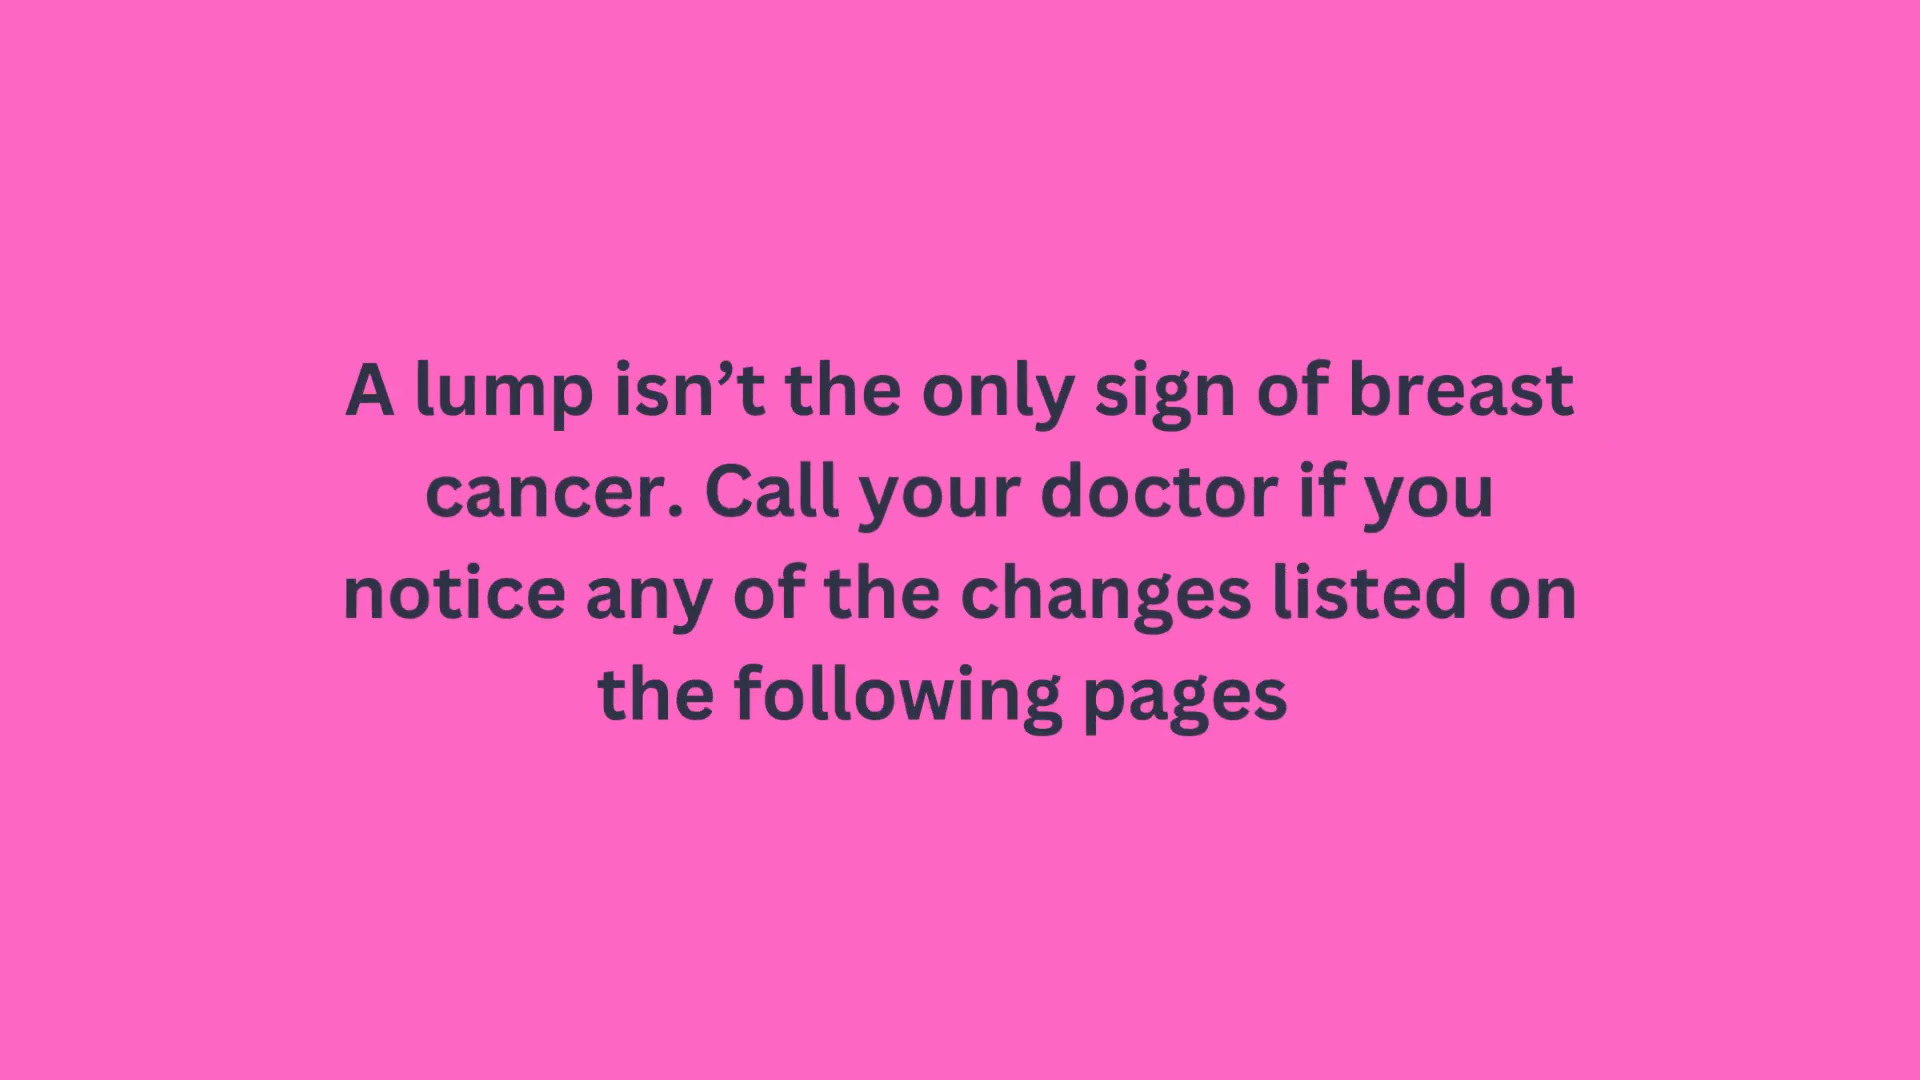 A lump isn’t the only sign of breast
cancer. Call your doctor if you
notice any of the changes listed on
the following pages